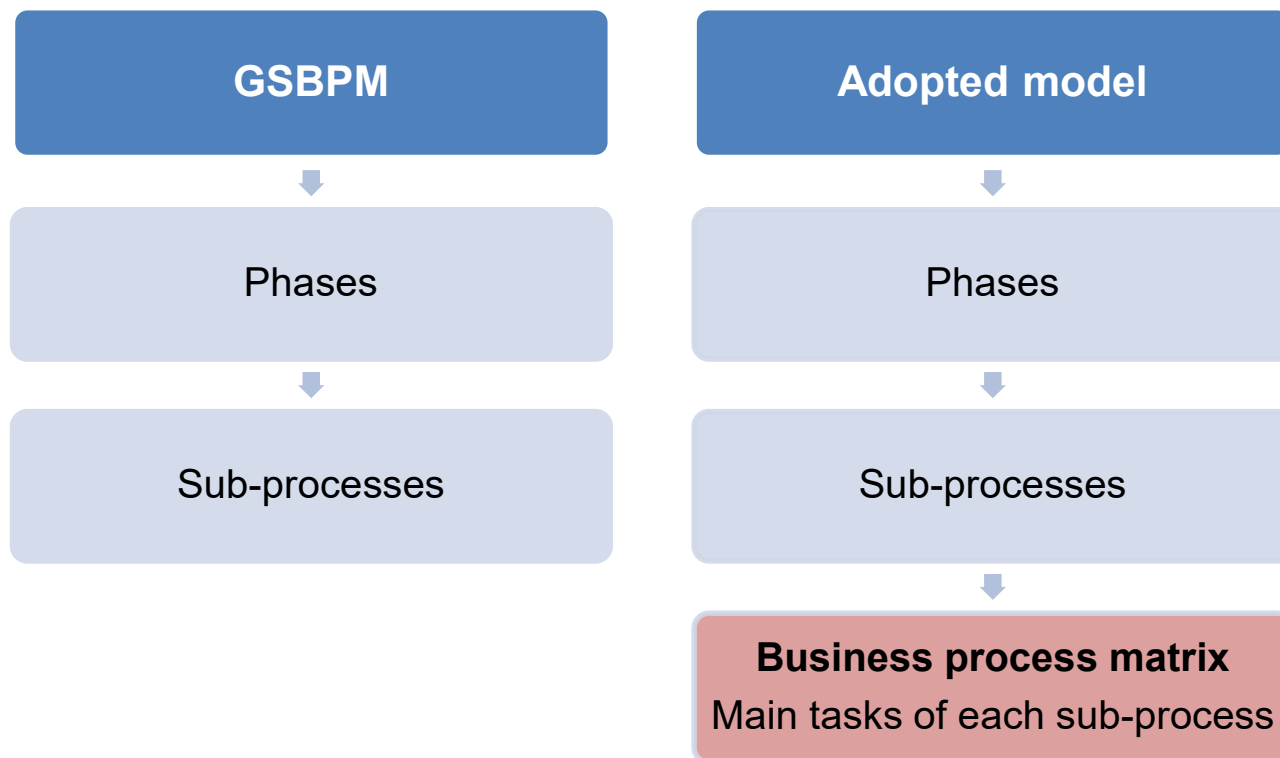 GSBPM
Phases
Sub-processes
Adopted model
Phases
Sub-processes
Business process matrix
Main tasks of each sub-process